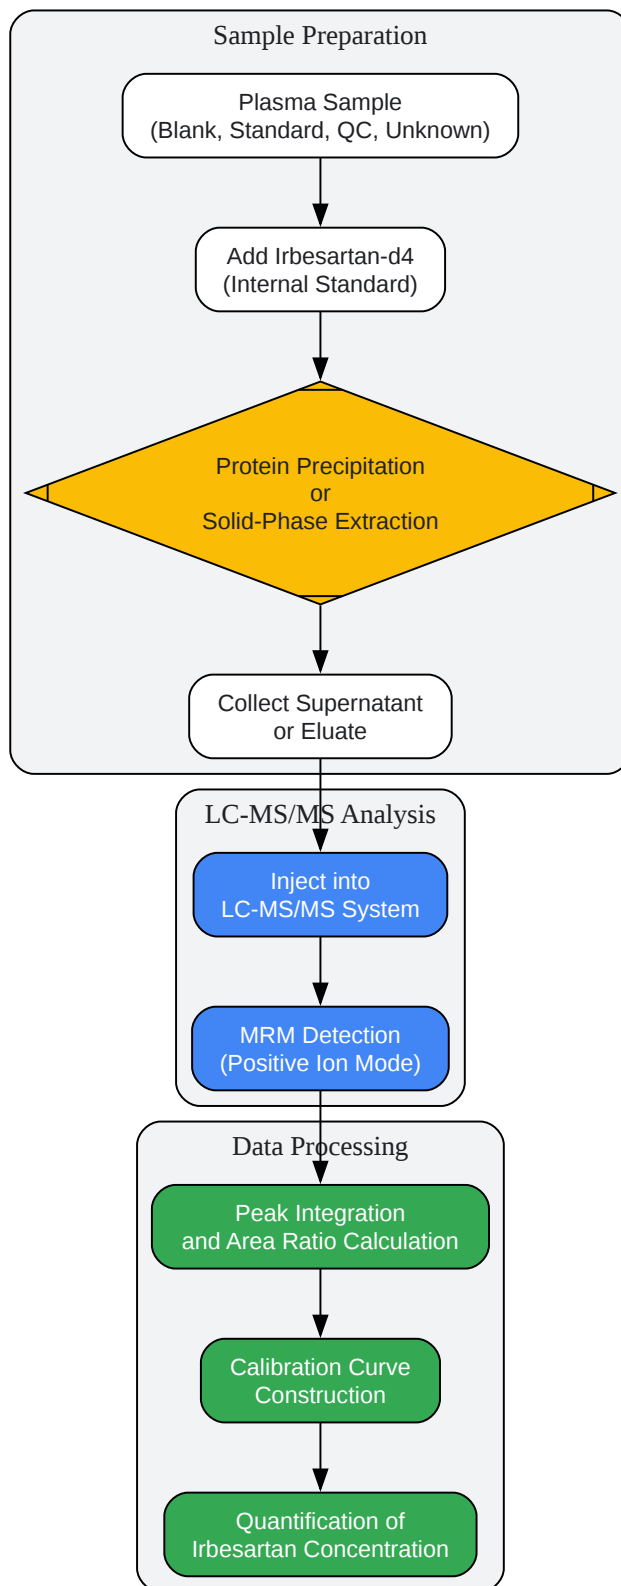 Sample Preparation
Plasma Sample
(Blank, Standard, QC, Unknown)
Add Irbesartan-d4
(Internal Standard)
Protein Precipitation
or
Solid-Phase Extraction
Collect Supernatant
or Eluate
LC-MS/MS Analysis
Inject into
LC-MS/MS System
MRM Detection
(Positive Ion Mode)
Data Processing
Peak Integration
and Area Ratio Calculation
Calibration Curve
Construction
Quantification of
Irbesartan Concentration